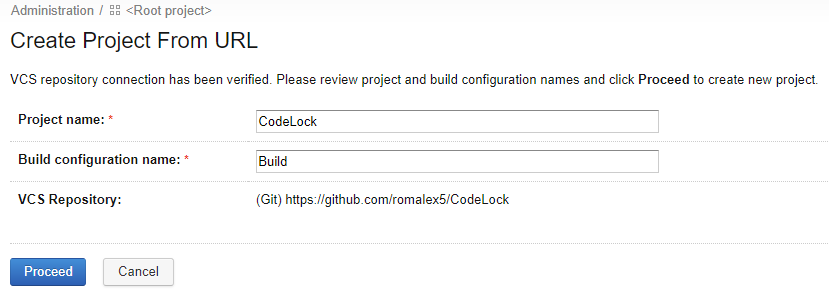 Administration / <Root project>
Create Project From URL
VCS repository connection has been verified. Please review project and build configuration names and click Proceed to create new project.
Project name: * CodeLock
Build configuration name: * Build
VCS Repository: (Git) https://github.com/romalex5/CodeLock
Proceed Cancel